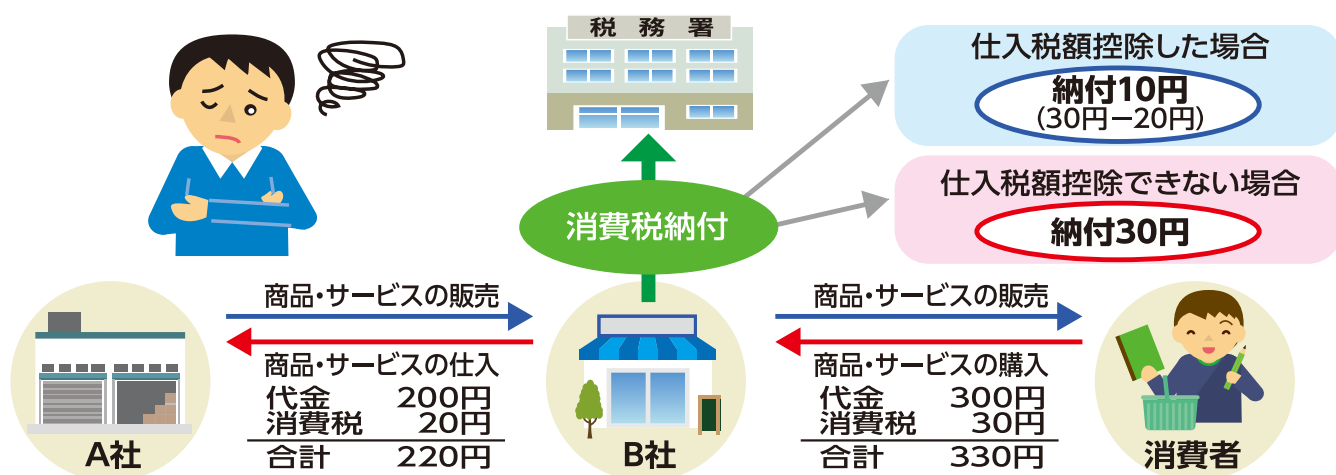 税務署
仕入税額控除した場合
納付10円
(30円－20円)
仕入税額控除できない場合
納付30円
消費税納付
商品・サービスの販売
商品・サービスの仕入
代金 200円
消費税 20円
合計 220円
商品・サービスの販売
商品・サービスの購入
代金 300円
消費税 30円
合計 330円
A社
B社
消費者